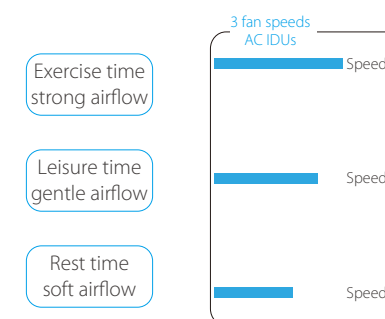 3 fan speeds
AC IDUs
Exercise time
strong airflow
Speed
Leisure time
gentle airflow
Speed
Rest time
soft airflow
Speed